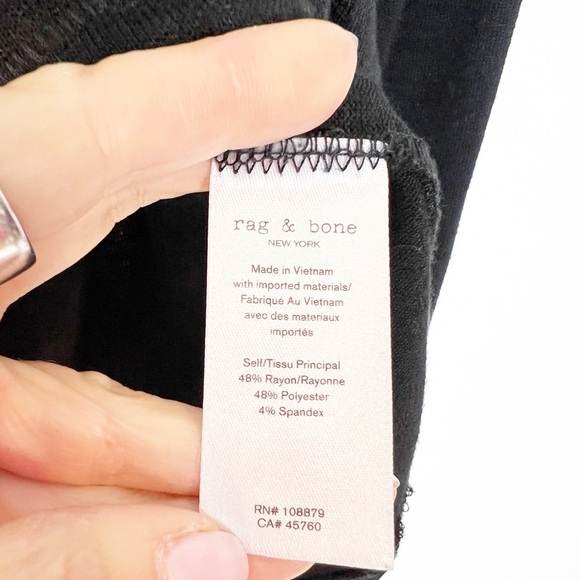 rag & bone
NEW YORK
Made in Vietnam
with imported materials/
Fabriqué Au Vietnam
avec des materiaux
importés
Self/Tissu Principal
48% Rayon/Rayonne
48% Polyester
4% Spandex
RN# 108879
CA# 45760